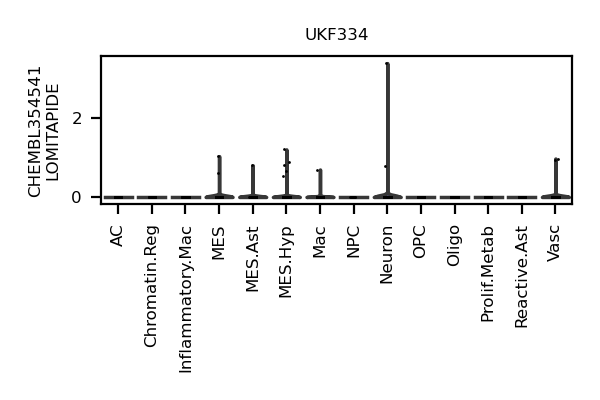 UKF334
CHEMBL354541
LOMITAPIDE
2
0
AC
Chromatin.Reg
Inflammatory.Mac
MES
MES.Ast
MES.Hyp
Mac
NPC
Neuron
OPC
Oligo
Prolif.Metab
Reactive.Ast
Vasc